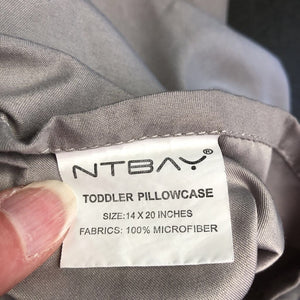 NTBAY®
TODDLER PILLOWCASE
SIZE:14 X 20 INCHES
FABRICS: 100% MICROFIBER